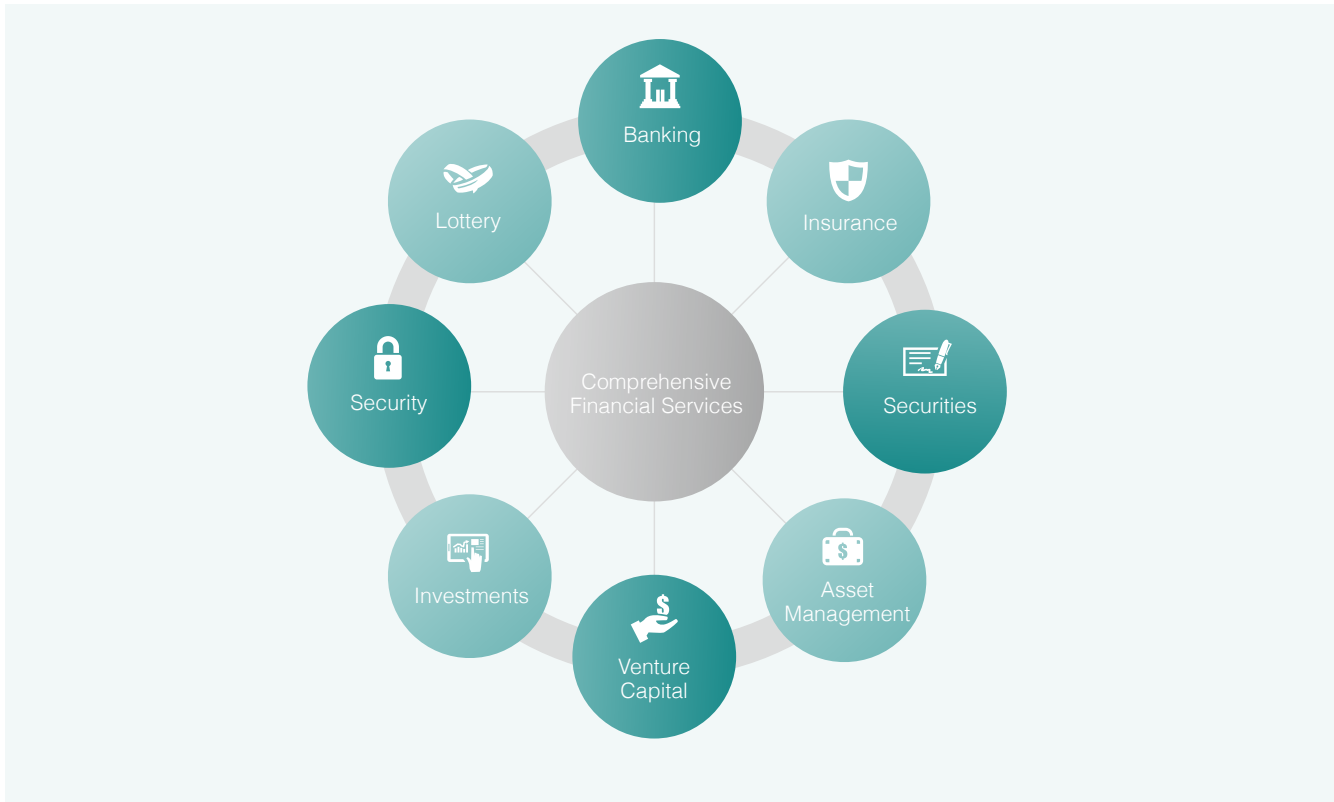 Banking
Lottery
Insurance
Comprehensive
Financial Services
Security
Securities
Investments
Asset
Management
Venture
Capital